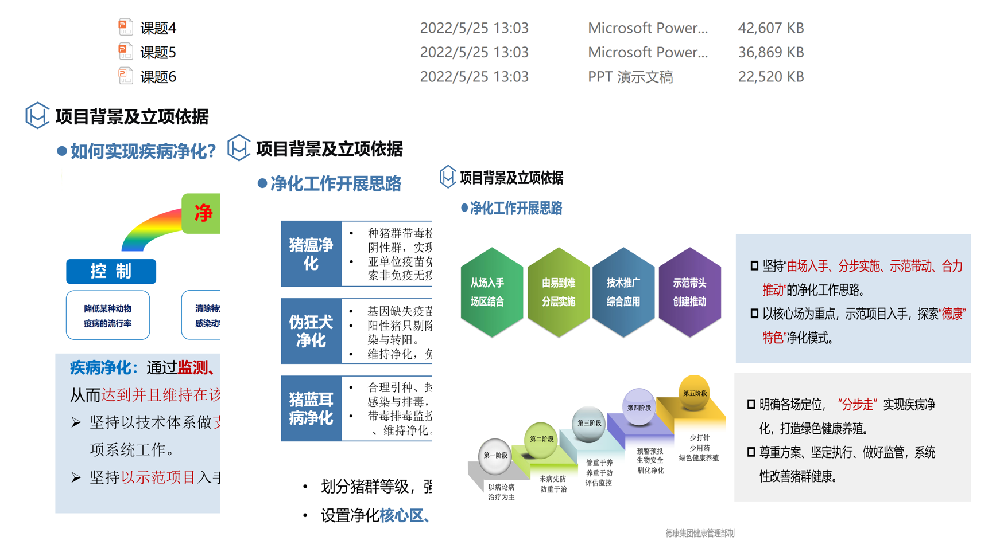 课题4 2022/5/25 13:03 Microsoft Power... 42,607 KB
课题5 2022/5/25 13:03 Microsoft Power... 36,869 KB
课题6 2022/5/25 13:03 PPT 演示文稿 22,520 KB
项目背景及立项依据
●如何实现疾病净化?
净
控 制
降低某种动物
疫病的流行率
清除特
感染动
疾病净化：通过监测、
从而达到并且维持在该
➢ 坚持以技术体系做支
项系统工作。
➢ 坚持以示范项目入手
项目背景及立项依据
●净化工作开展思路
猪瘟净
化
• 种猪群带毒检
阴性群，实现
• 亚单位疫苗免
索非免疫无疫
伪狂犬
净化
• 基因缺失疫苗
• 阳性猪只剔除
染与转阳。
• 维持净化，免
猪蓝耳
病净化
• 合理引种、封
感染与排毒，
• 带毒排毒监控
、维持净化。
• 划分猪群等级，强
• 设置净化核心区、
项目背景及立项依据
●净化工作开展思路
从场入手
场区结合
由易到难
分层实施
技术推广
综合应用
示范带头
创建推动
坚持“由场入手、分步实施、示范带动、合力
推动”的净化工作思路。
以核心场为重点，示范项目入手，探索“德康”
特色”净化模式。
第一阶段
以病论病
治疗为主
第二阶段
未病先防
防重于治
第三阶段
管重于养
养重于防
评估监控
第四阶段
预警预报
生物安全
驯化净化
第五阶段
少打针
少用药
绿色健康养殖
明确各场定位，“分步走”实现疾病净
化，打造绿色健康养殖。
尊重方案、坚定执行、做好监管，系统
性改善猪群健康。
德康集团健康管理部制